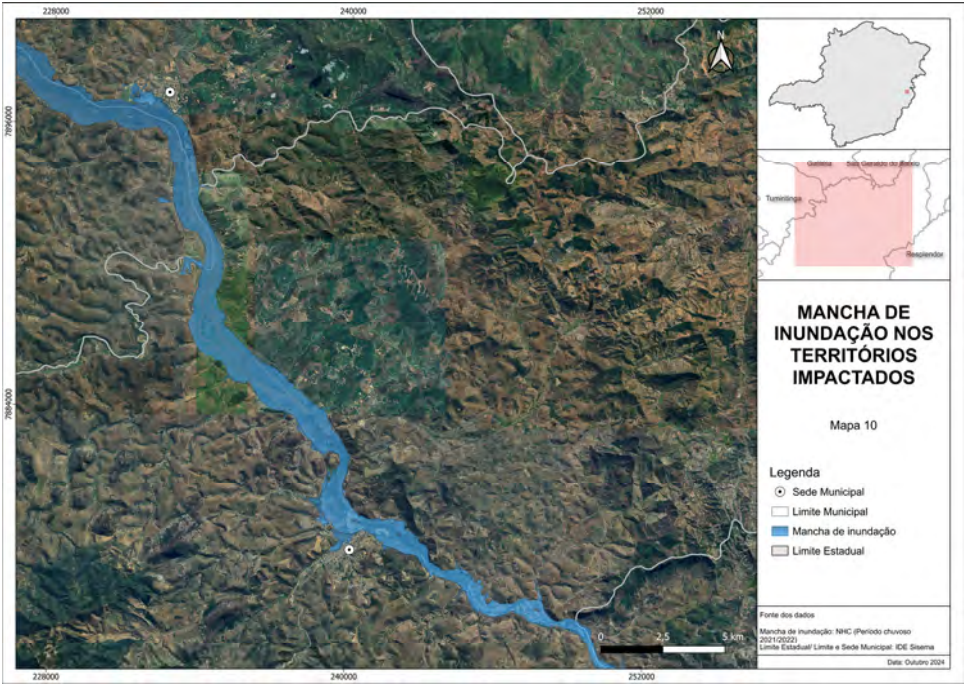 228000
240000
252000
7896000
7884000
228000
240000
252000
N
0
2,5
5 km
Galileia
São Geraldo do Baixio
Tumiritinga
Resplendor
MANCHA DE
INUNDAÇÃO NOS
TERRITÓRIOS
IMPACTADOS
Mapa 10
Legenda
Sede Municipal
Limite Municipal
Mancha de inundação
Limite Estadual
Fonte dos dados
Mancha de inundação: NHC (Período chuvoso
2021/2022)
Limite Estadual/ Limite e Sede Municipal: IDE Sisema
Data: Outubro 2024